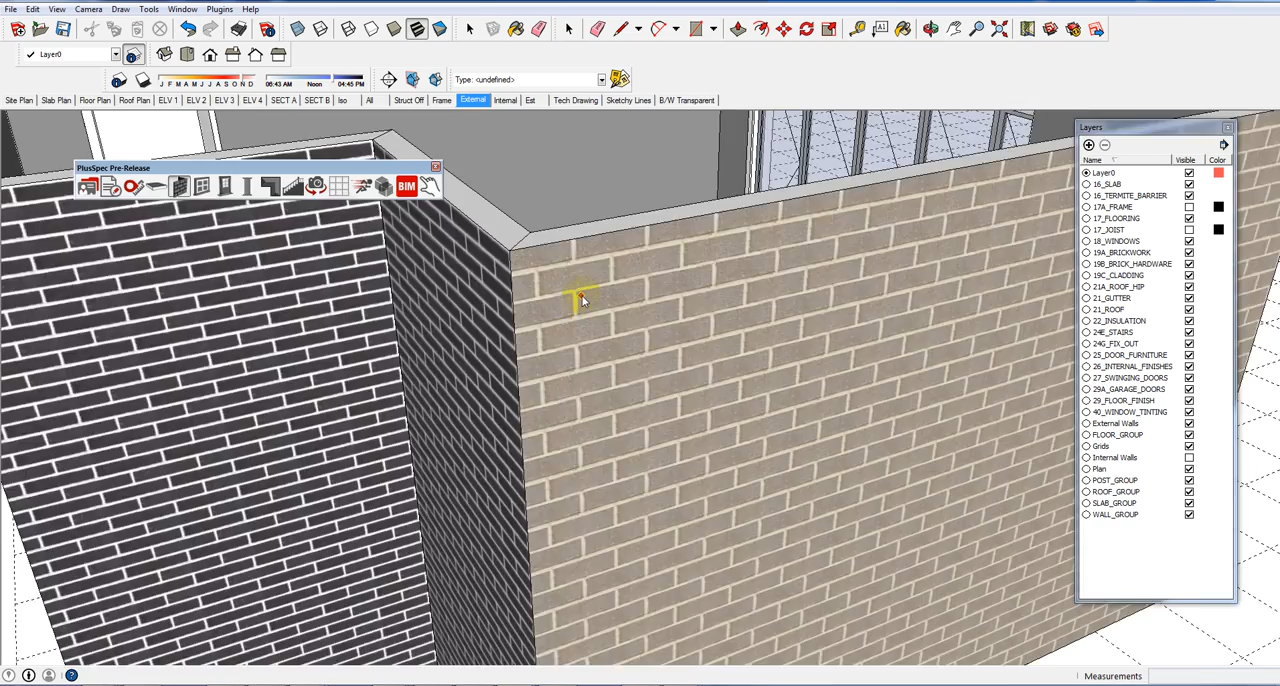 File Edit View Camera Draw Tools Window Plugins Help
Layer0
J F M A M J J A S O N D 06:43 AM Noon 04:45 PM Type: <undefined>
Site Plan Slab Plan Floor Plan Roof Plan ELV 1 ELV 2 ELV 3 ELV 4 SECT A SECT B Iso All Struct Off Frame External Internal Est Tech Drawing Sketchy Lines B/W Transparent
PlusSpec Pre-Release
BIM
Layers
Name Visible Color
Layer0
16_SLAB
16_TERMITE_BARRIER
17A_FRAME
17_FLOORING
17_JOIST
18_WINDOWS
19A_BRICKWORK
19B_BRICK_HARDWARE
19C_CLADDING
21A_ROOF_HIP
21_GUTTER
21_ROOF
22_INSULATION
24E_STAIRS
24G_FIX_OUT
25_DOOR_FURNITURE
26_INTERNAL_FINISHES
27_SWINGING_DOORS
29A_GARAGE_DOORS
29_FLOOR_FINISH
40_WINDOW_TINTING
External Walls
FLOOR_GROUP
Grids
Internal Walls
Plan
POST_GROUP
ROOF_GROUP
SLAB_GROUP
WALL_GROUP
Measurements